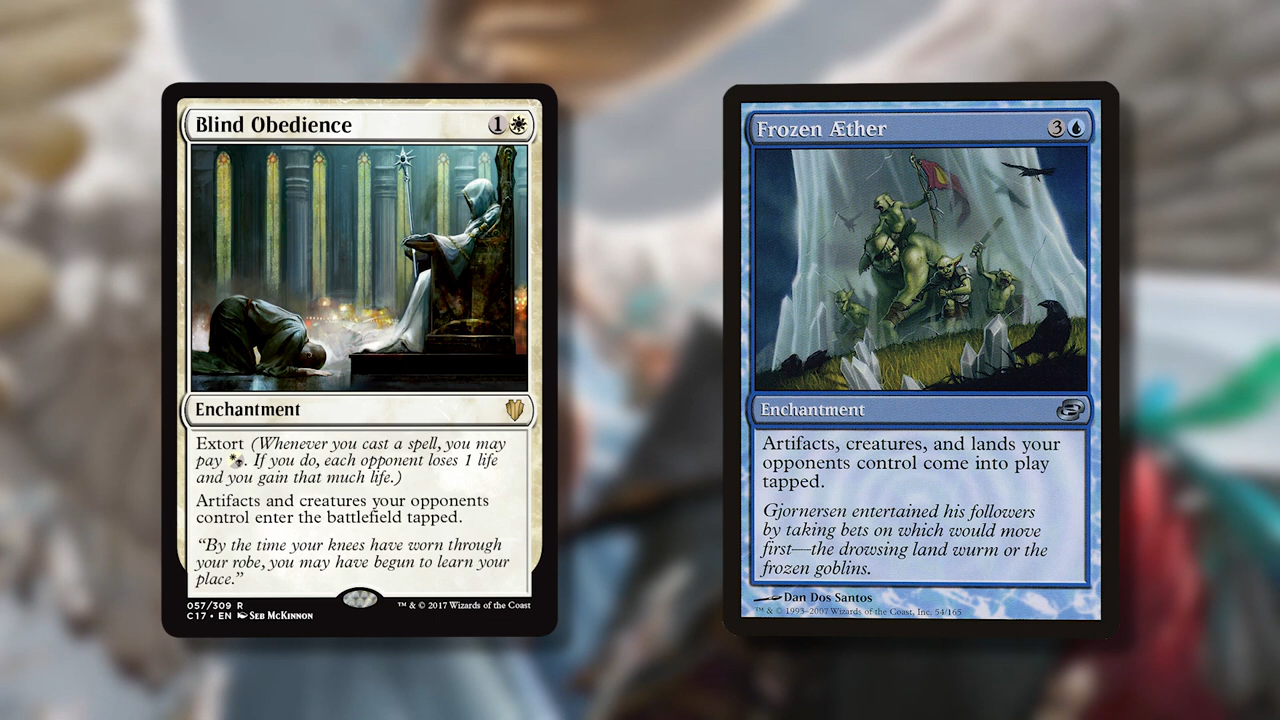 Blind Obedience 1
Enchantment
Extort (Whenever you cast a spell, you may
pay . If you do, each opponent loses 1 life
and you gain that much life.)
Artifacts and creatures your opponents
control enter the battlefield tapped.
“By the time your knees have worn through
your robe, you may have begun to learn your
place.”
057/309 R
C17 • EN Seb McKinnon
™ & © 2017 Wizards of the Coast
Frozen Æther 3
Enchantment
Artifacts, creatures, and lands your
opponents control come into play
tapped.
Gjornersen entertained his followers
by taking bets on which would move
first—the drowsing land wurm or the
frozen goblins.
Dan Dos Santos
™ & © 1993–2007 Wizards of the Coast, Inc. 54/165